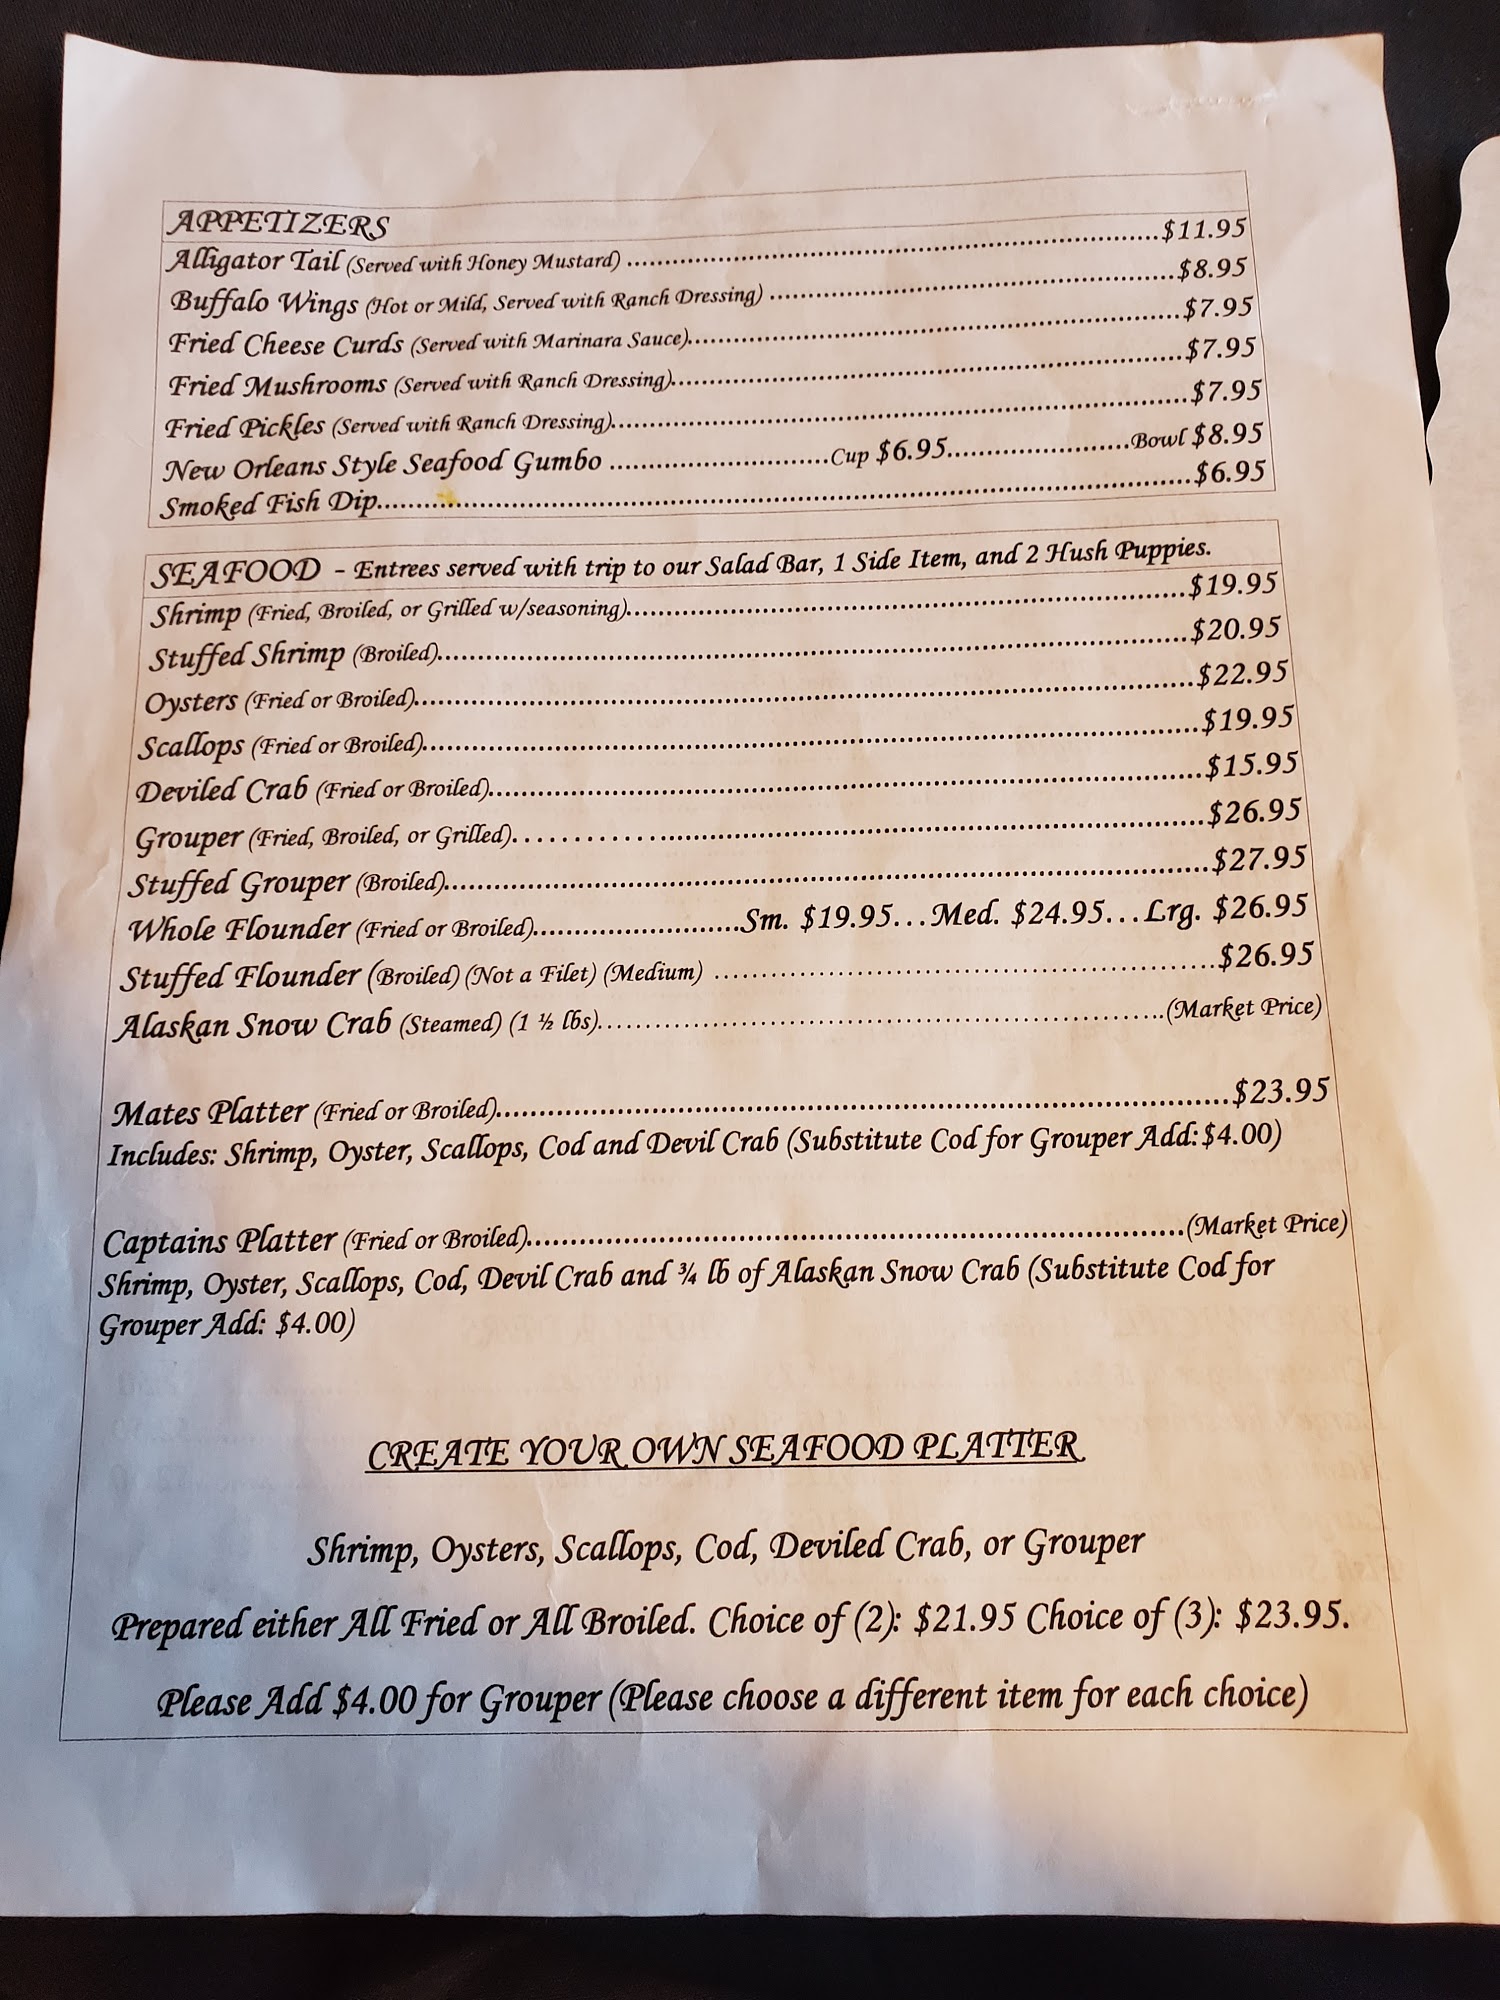 APPETIZERS
Alligator Tail (Served with Honey Mustard) ........................................$11.95
Buffalo Wings (Hot or Mild, Served with Ranch Dressing) ........................................$8.95
Fried Cheese Curds (Served with Marinara Sauce)........................................$7.95
Fried Mushrooms (Served with Ranch Dressing)........................................$7.95
Fried Pickles (Served with Ranch Dressing)........................................$7.95
New Orleans Style Seafood Gumbo ............................Cup $6.95.......................Bowl $8.95
Smoked Fish Dip........................................$6.95
SEAFOOD - Entrees served with trip to our Salad Bar, 1 Side Item, and 2 Hush Puppies.
Shrimp (Fried, Broiled, or Grilled w/seasoning)........................................$19.95
Stuffed Shrimp (Broiled)........................................$20.95
Oysters (Fried or Broiled)........................................$22.95
Scallops (Fried or Broiled)........................................$19.95
Deviled Crab (Fried or Broiled)........................................$15.95
Grouper (Fried, Broiled, or Grilled)........................................$26.95
Stuffed Grouper (Broiled)........................................$27.95
Whole Flounder (Fried or Broiled)..........................Sm. $19.95...Med. $24.95...Lrg. $26.95
Stuffed Flounder (Broiled) (Not a Filet) (Medium) ........................................$26.95
Alaskan Snow Crab (Steamed) (1 ½ lbs)........................................(Market Price)
Mates Platter (Fried or Broiled)........................................$23.95
Includes: Shrimp, Oyster, Scallops, Cod and Devil Crab (Substitute Cod for Grouper Add:$4.00)
Captains Platter (Fried or Broiled)........................................(Market Price)
Shrimp, Oyster, Scallops, Cod, Devil Crab and ¾ lb of Alaskan Snow Crab (Substitute Cod for
Grouper Add: $4.00)
CREATE YOUR OWN SEAFOOD PLATTER
Shrimp, Oysters, Scallops, Cod, Deviled Crab, or Grouper
Prepared either All Fried or All Broiled. Choice of (2): $21.95 Choice of (3): $23.95.
Please Add $4.00 for Grouper (Please choose a different item for each choice)